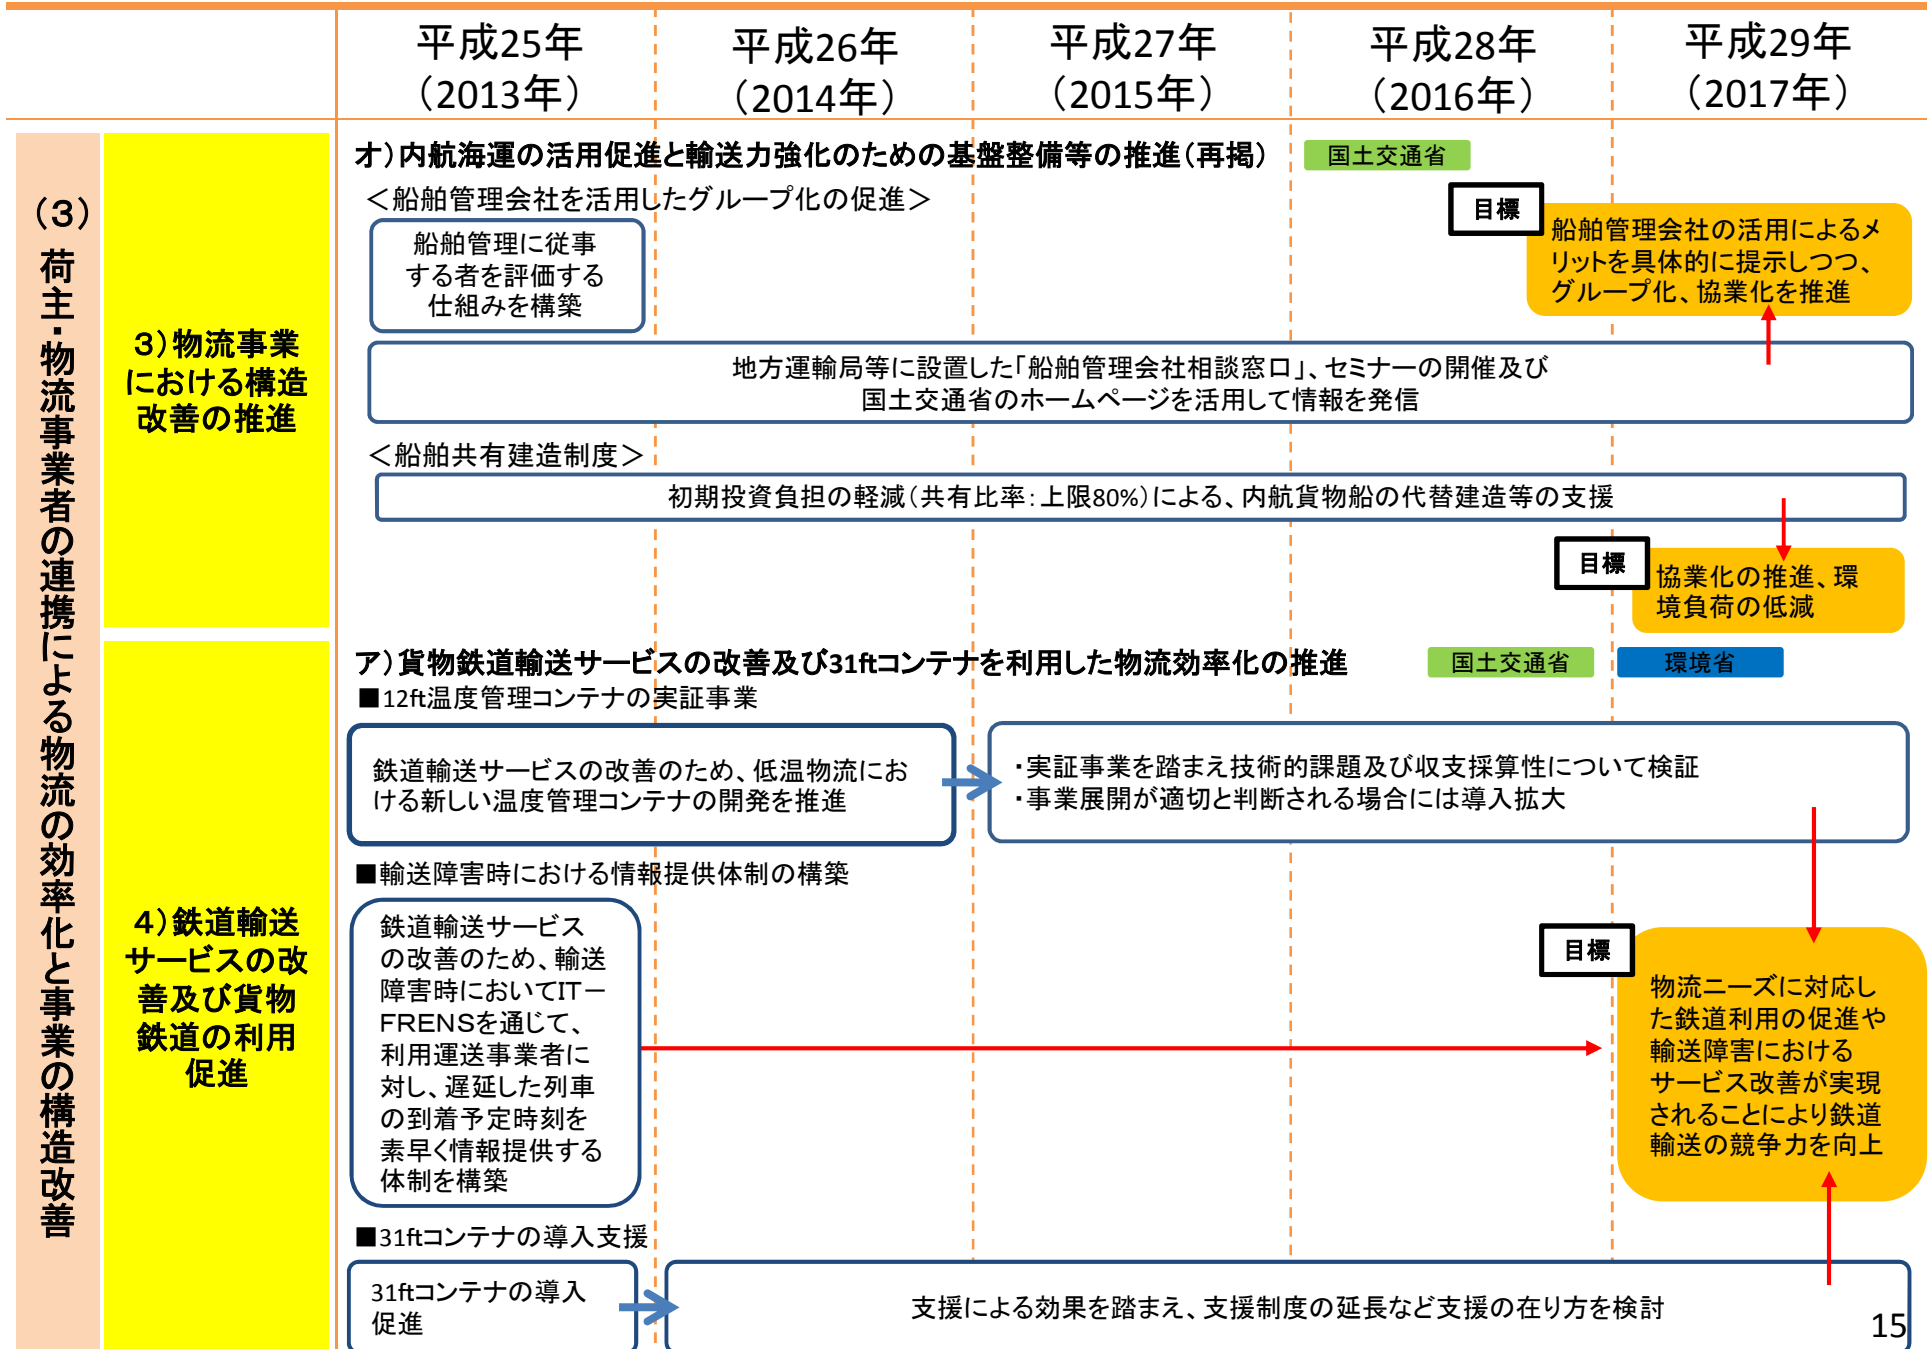 平成25年
（2013年）
平成26年
（2014年）
平成27年
（2015年）
平成28年
（2016年）
平成29年
（2017年）
（３）荷主・物流事業者の連携による物流の効率化と事業の構造改善
３）物流事業
における構造
改善の推進
オ）内航海運の活用促進と輸送力強化のための基盤整備等の推進（再掲）
国土交通省
＜船舶管理会社を活用したグループ化の促進＞
船舶管理に従事
する者を評価する
仕組みを構築
目標
船舶管理会社の活用によるメ
リットを具体的に提示しつつ、
グループ化、協業化を推進
地方運輸局等に設置した「船舶管理会社相談窓口」、セミナーの開催及び
国土交通省のホームページを活用して情報を発信
＜船舶共有建造制度＞
初期投資負担の軽減（共有比率：上限80%）による、内航貨物船の代替建造等の支援
目標
協業化の推進、環
境負荷の低減
４）鉄道輸送
サービスの改
善及び貨物
鉄道の利用
促進
ア）貨物鉄道輸送サービスの改善及び31ftコンテナを利用した物流効率化の推進
国土交通省
環境省
■12ft温度管理コンテナの実証事業
鉄道輸送サービスの改善のため、低温物流にお
ける新しい温度管理コンテナの開発を推進
・実証事業を踏まえ技術的課題及び収支採算性について検証
・事業展開が適切と判断される場合には導入拡大
■輸送障害時における情報提供体制の構築
鉄道輸送サービス
の改善のため、輸送
障害時においてIT－
FRENSを通じて、
利用運送事業者に
対し、遅延した列車
の到着予定時刻を
素早く情報提供する
体制を構築
目標
物流ニーズに対応し
た鉄道利用の促進や
輸送障害における
サービス改善が実現
されることにより鉄道
輸送の競争力を向上
■31ftコンテナの導入支援
31ftコンテナの導入
促進
支援による効果を踏まえ、支援制度の延長など支援の在り方を検討
15